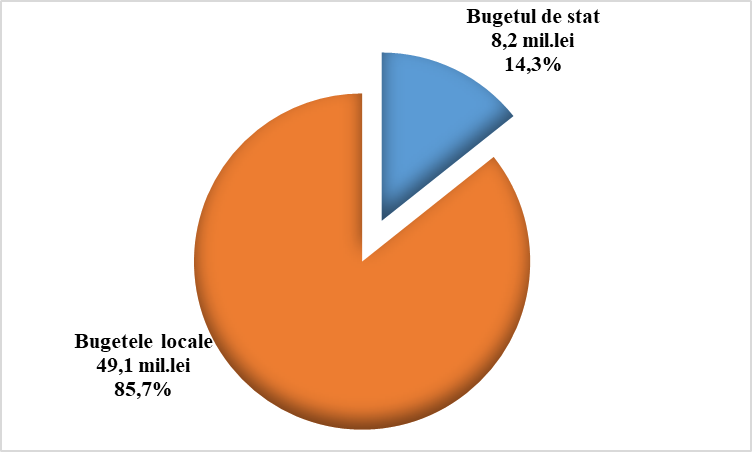 Bugetul de stat
8,2 mil.lei
14,3%
Bugetele locale
49,1 mil.lei
85,7%